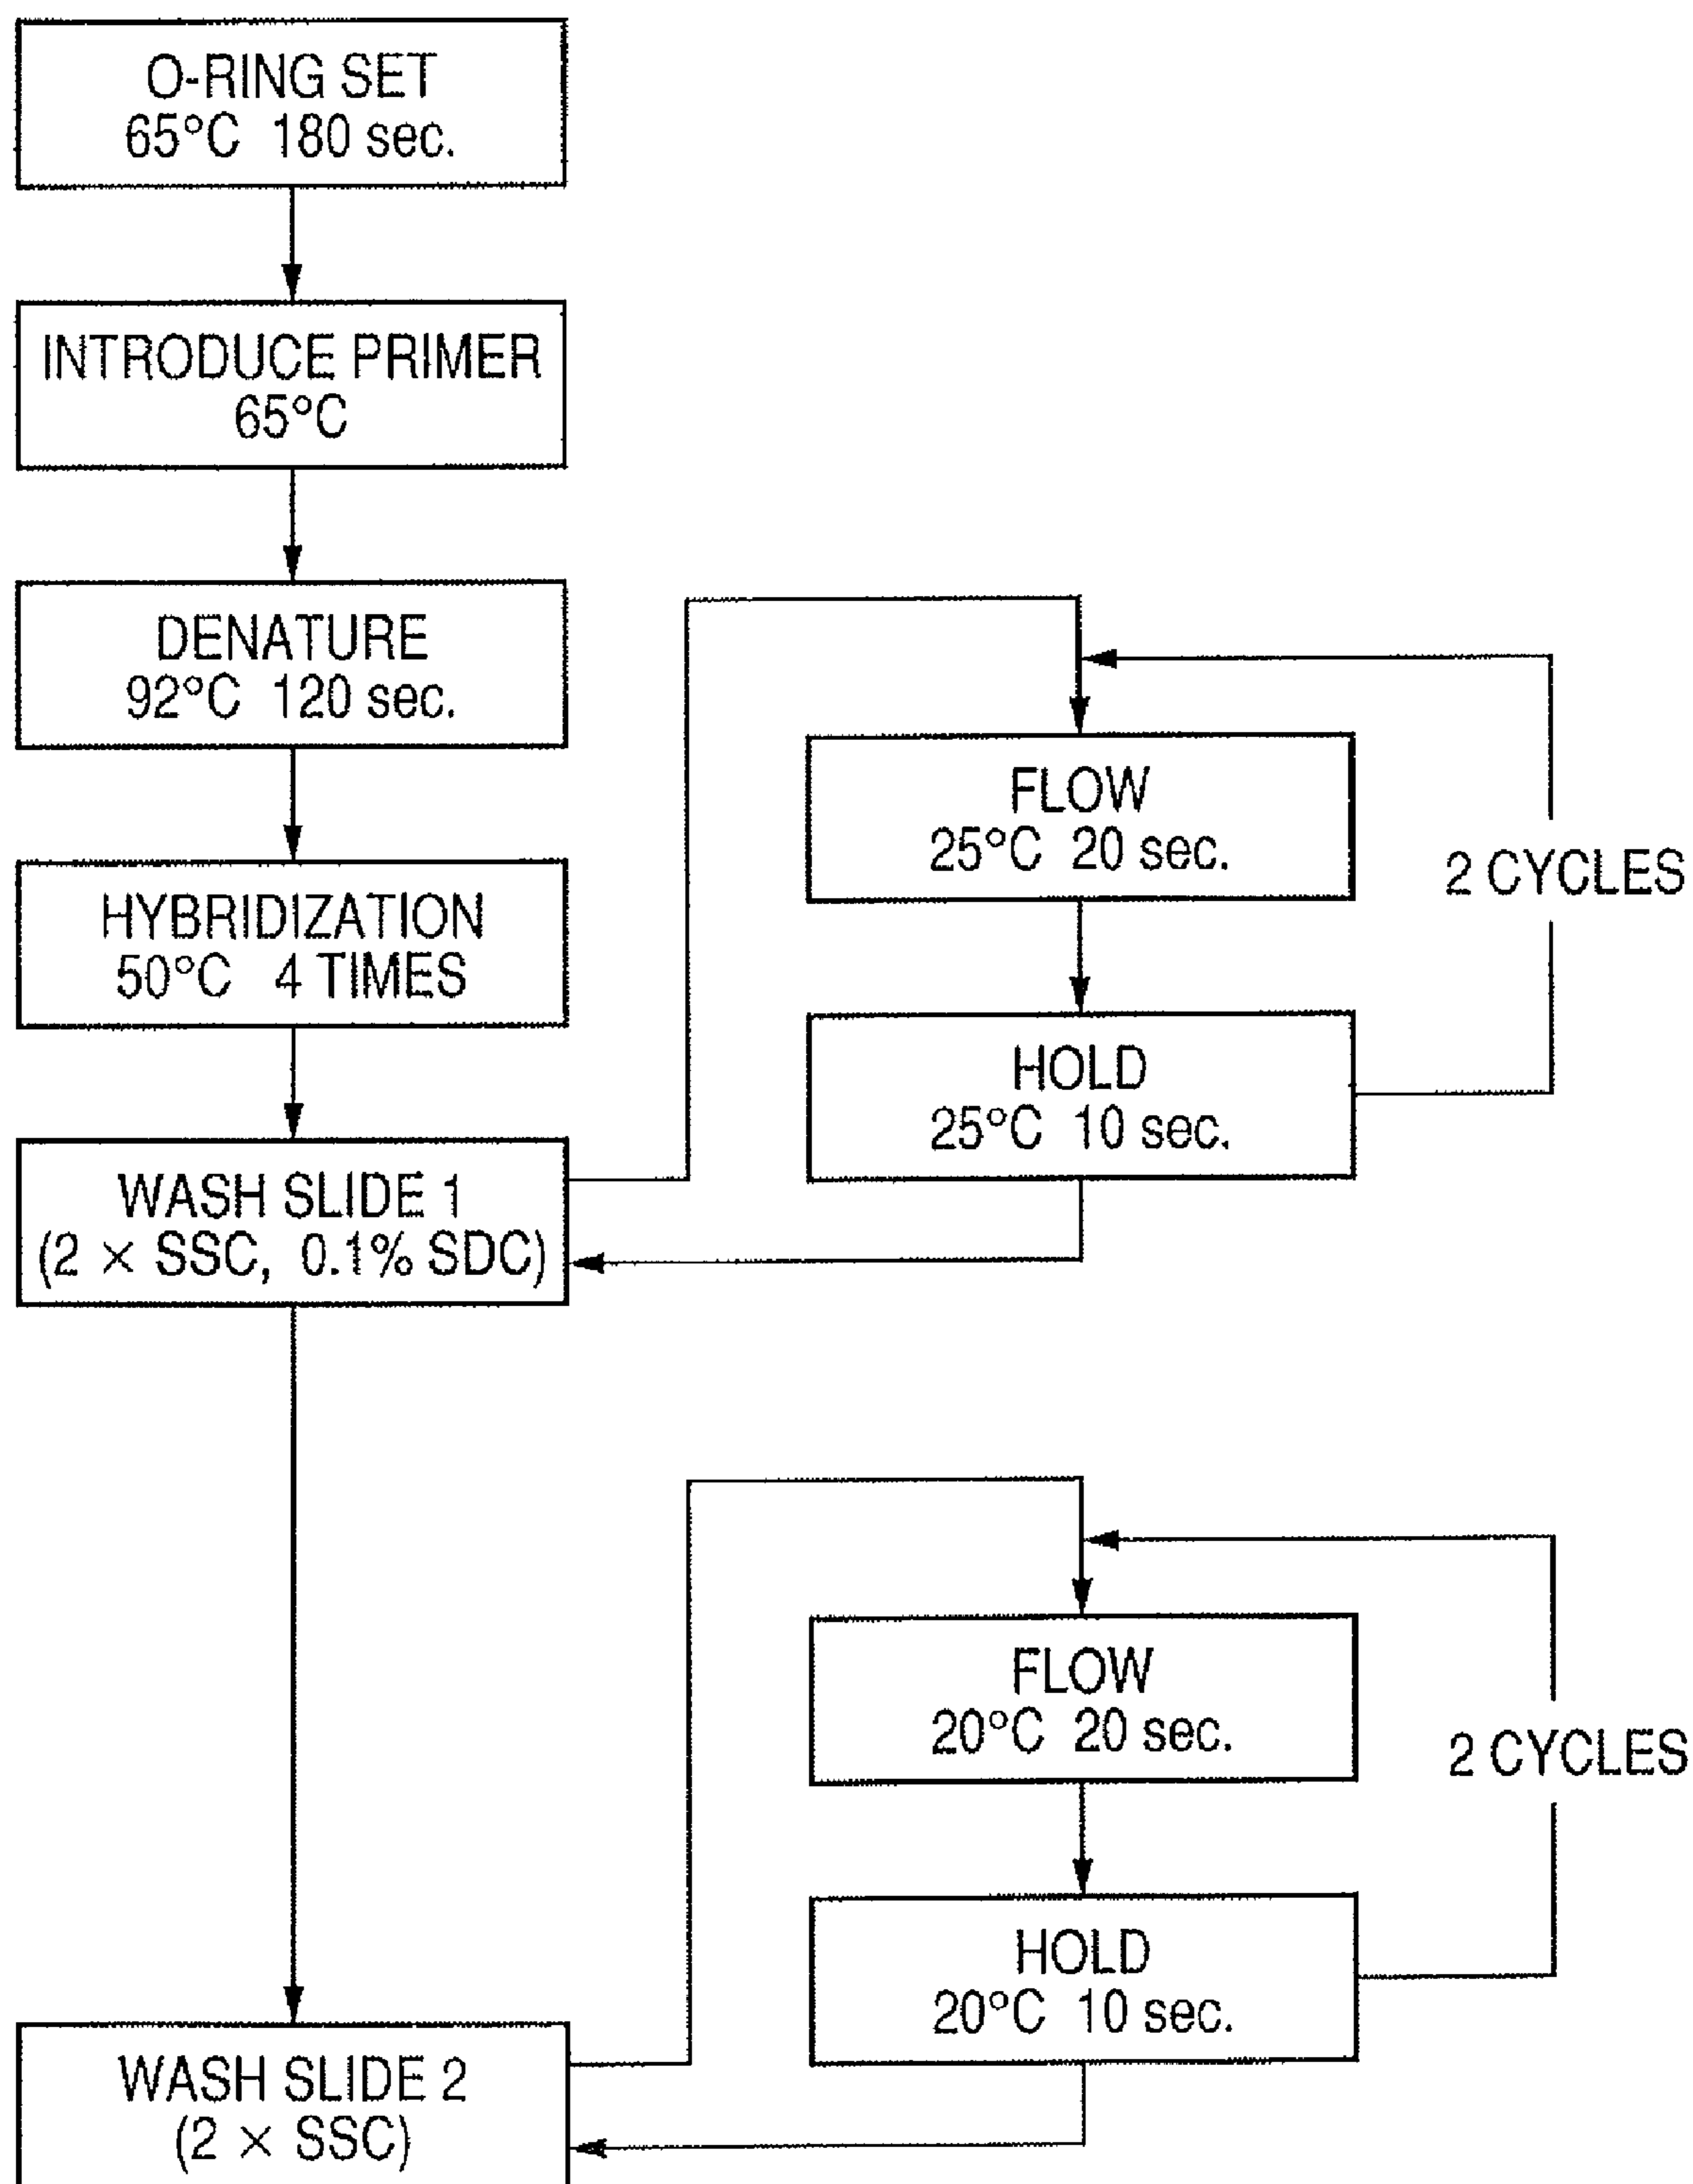 O-RING SET
65°C 180 sec.
INTRODUCE PRIMER
65°C
DENATURE
92°C 120 sec.
HYBRIDIZATION
50°C 4 TIMES
WASH SLIDE 1
(2 × SSC, 0.1% SDC)
FLOW
25°C 20 sec.
HOLD
25°C 10 sec.
2 CYCLES
WASH SLIDE 2
(2 × SSC)
FLOW
20°C 20 sec.
HOLD
20°C 10 sec.
2 CYCLES